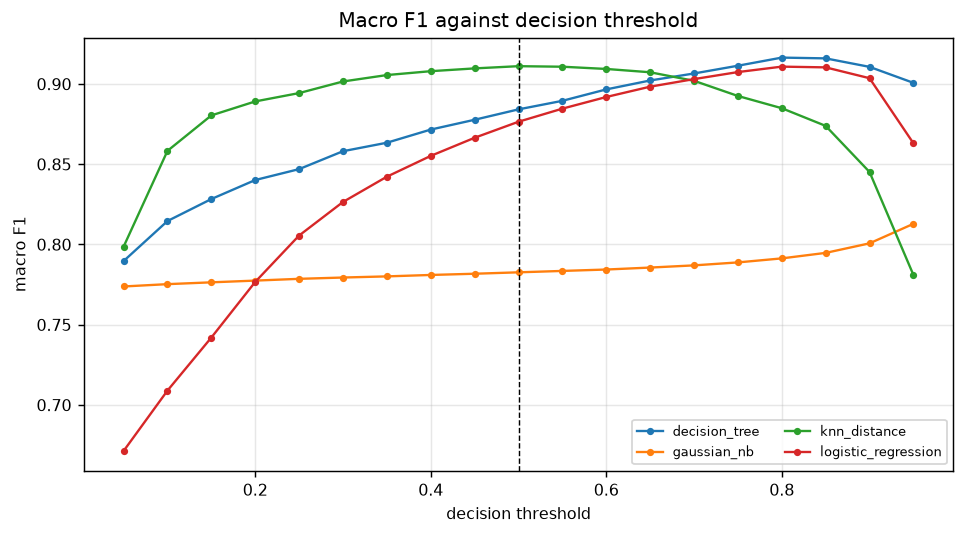 Macro F1 against decision threshold
macro F1
0.90
0.85
0.80
0.75
0.70
0.2 0.4 0.6 0.8
decision threshold
decision_tree knn_distance
gaussian_nb logistic_regression